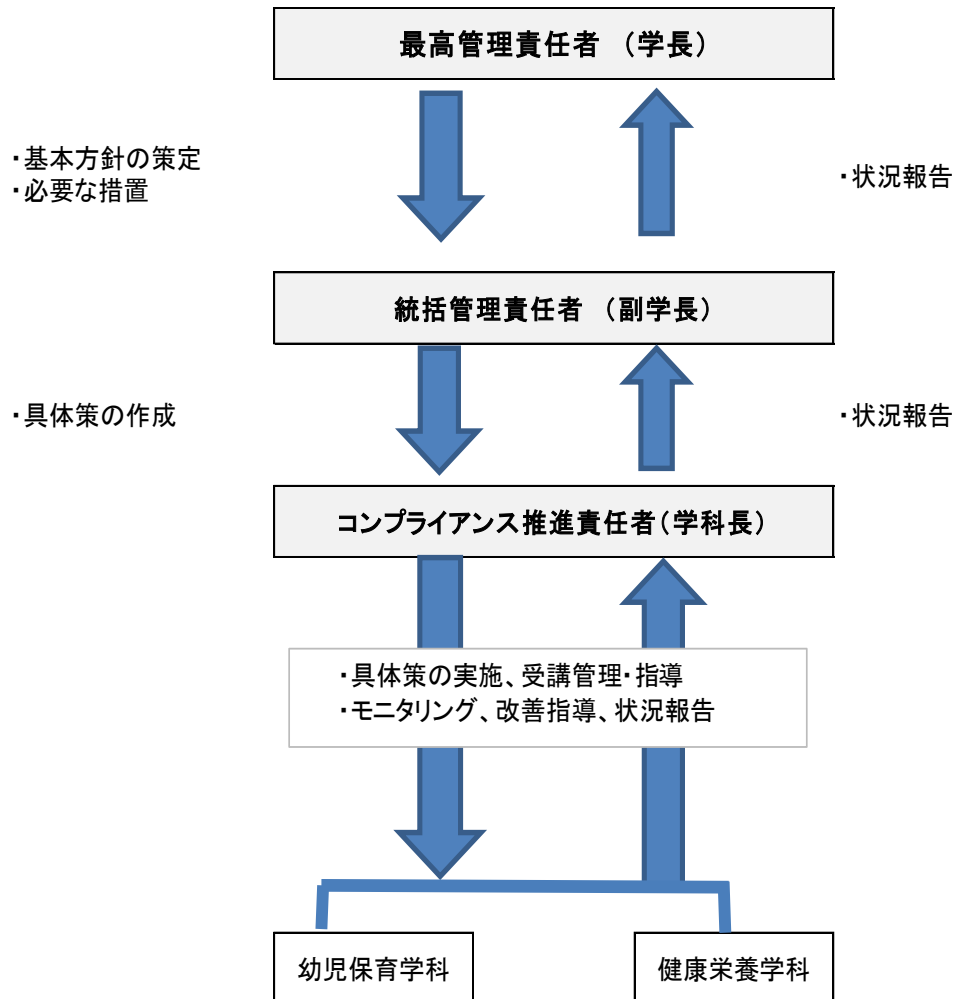 最高管理責任者 （学長）
・基本方針の策定
・必要な措置
・状況報告
統括管理責任者 （副学長）
・具体策の作成
・状況報告
コンプライアンス推進責任者（学科長）
・具体策の実施、受講管理・指導
・モニタリング、改善指導、状況報告
幼児保育学科
健康栄養学科